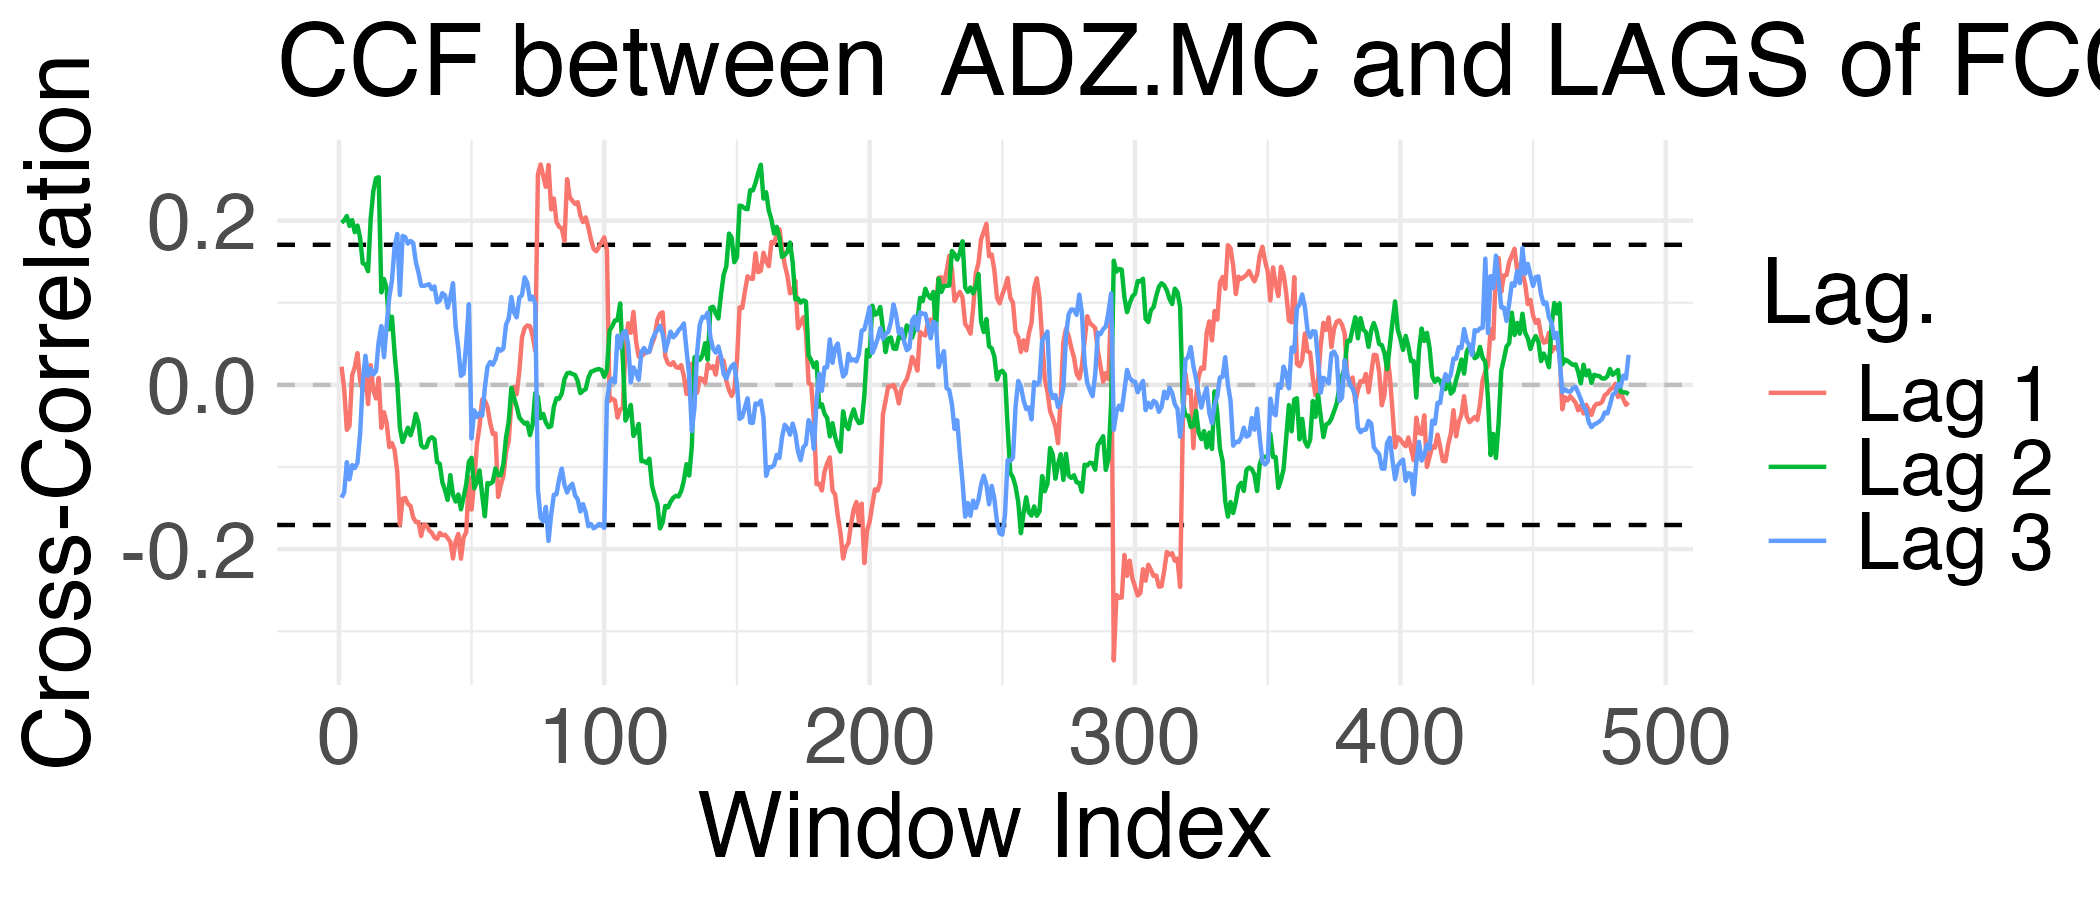 CCF between ADZ.MC and LAGS of FCC
Cross-Correlation
0.2
0.0
-0.2
0
100
200
300
400
500
Window Index
Lag.
Lag 1
Lag 2
Lag 3